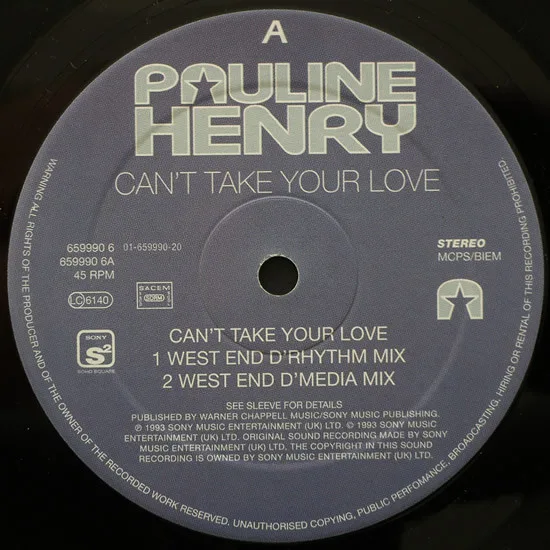 A
PAULINE
HENRY
CAN'T TAKE YOUR LOVE
659990 6 01-659990-20
659990 6A
45 RPM
STEREO
MCPS/BIEM
LC 6140
SACEM
SDRM
SONY
S2
SOHO SQUARE
CAN'T TAKE YOUR LOVE
1 WEST END D'RHYTHM MIX
2 WEST END D'MEDIA MIX
SEE SLEEVE FOR DETAILS
PUBLISHED BY WARNER CHAPPELL MUSIC/SONY MUSIC PUBLISHING.
℗ 1993 SONY MUSIC ENTERTAINMENT (UK) LTD. © 1993 SONY MUSIC
ENTERTAINMENT (UK) LTD. ORIGINAL SOUND RECORDING MADE BY SONY
MUSIC ENTERTAINMENT (UK) LTD. THE COPYRIGHT IN THIS SOUND
RECORDING IS OWNED BY SONY MUSIC ENTERTAINMENT (UK) LTD.
WARNING ALL RIGHTS OF THE PRODUCER AND OF THE OWNER OF THE RECORDED WORK RESERVED. UNAUTHORISED COPYING, PUBLIC PERFOMANCE, BROADCASTING, HIRING OR RENTAL OF THIS RECORDING PROHIBITED.